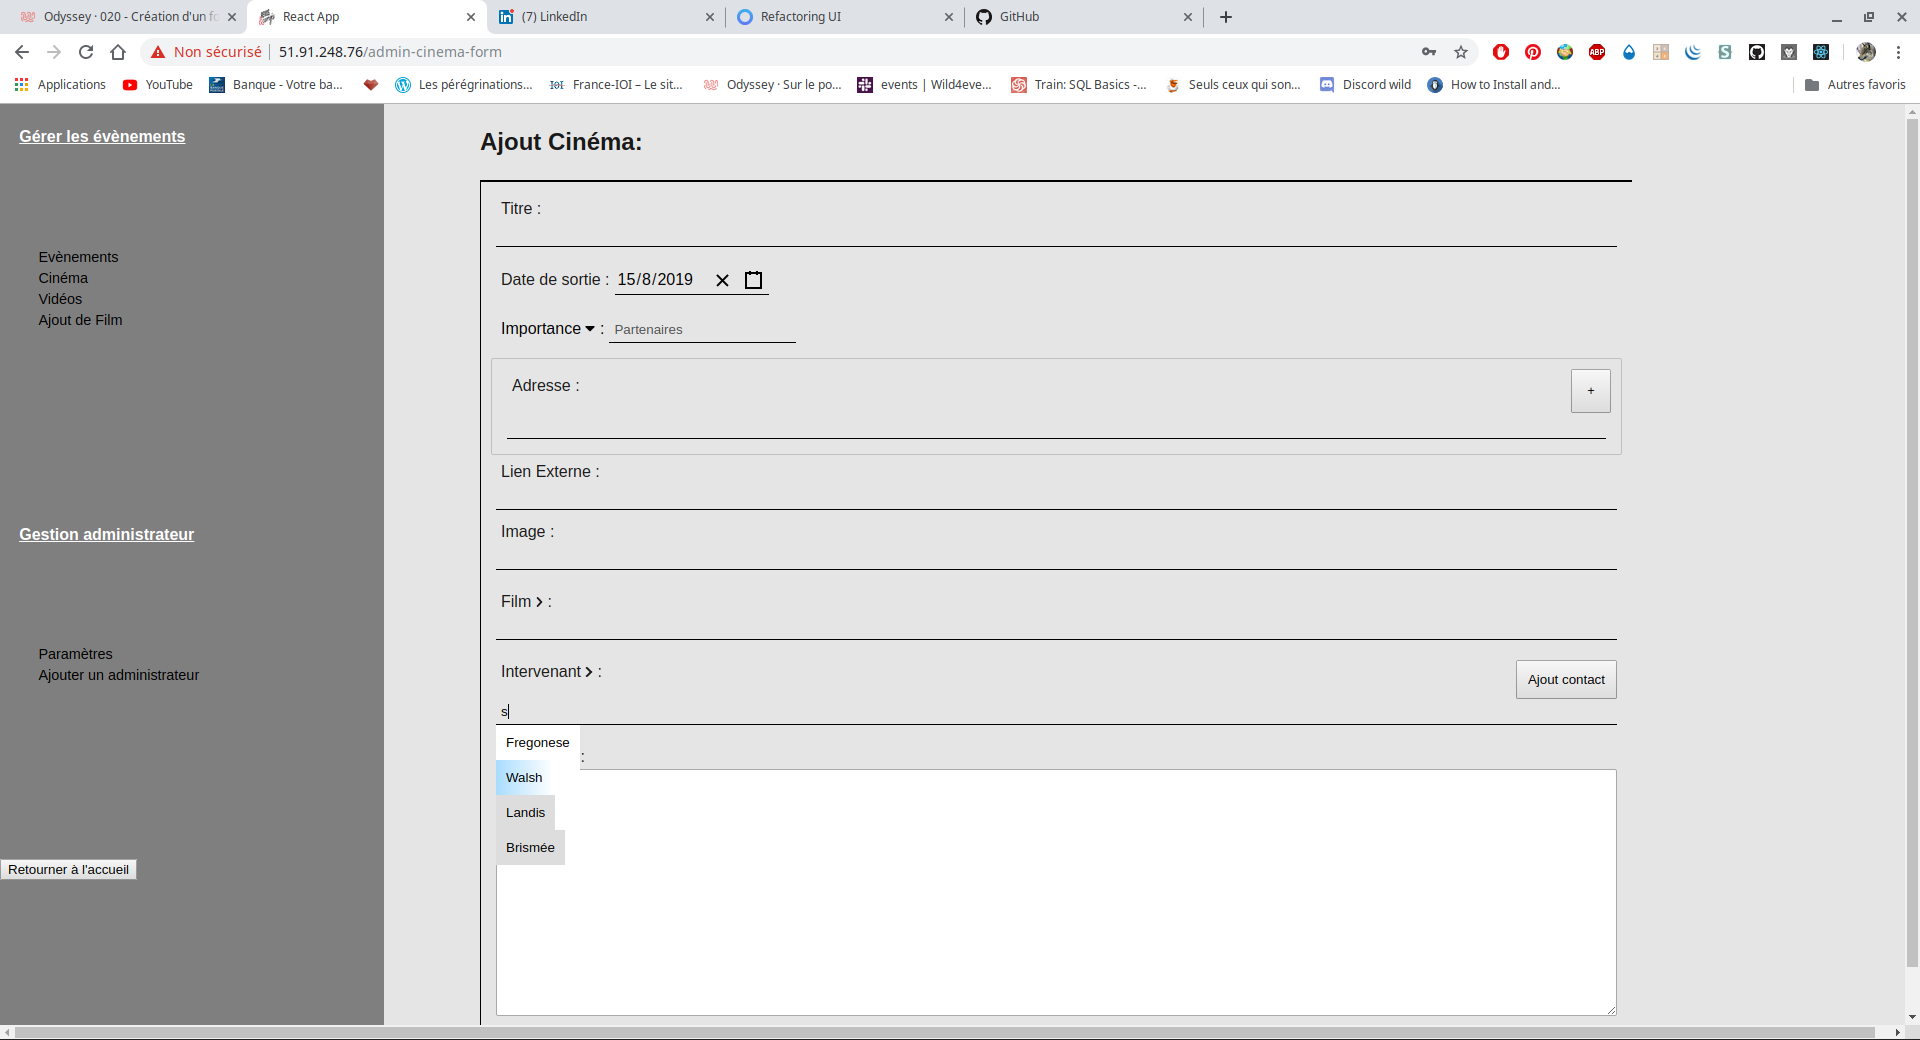 Odyssey · 020 - Création d'un fo
React App
(7) LinkedIn
Refactoring UI
GitHub
Non sécurisé
51.91.248.76/admin-cinema-form
ABP
Applications
YouTube
Banque - Votre ba...
Les pérégrinations...
France-IOI – Le sit...
Odyssey · Sur le po...
events | Wild4eve...
Train: SQL Basics -...
Seuls ceux qui son...
Discord wild
How to Install and...
Autres favoris
Gérer les évènements
Evènements
Cinéma
Vidéos
Ajout de Film
Gestion administrateur
Paramètres
Ajouter un administrateur
Retourner à l'accueil
Ajout Cinéma:
Titre :
Date de sortie : 15/8/2019
Importance : Partenaires
Adresse :
+
Lien Externe :
Image :
Film > :
Intervenant > :
Ajout contact
s
Fregonese
:
Walsh
Landis
Brismée